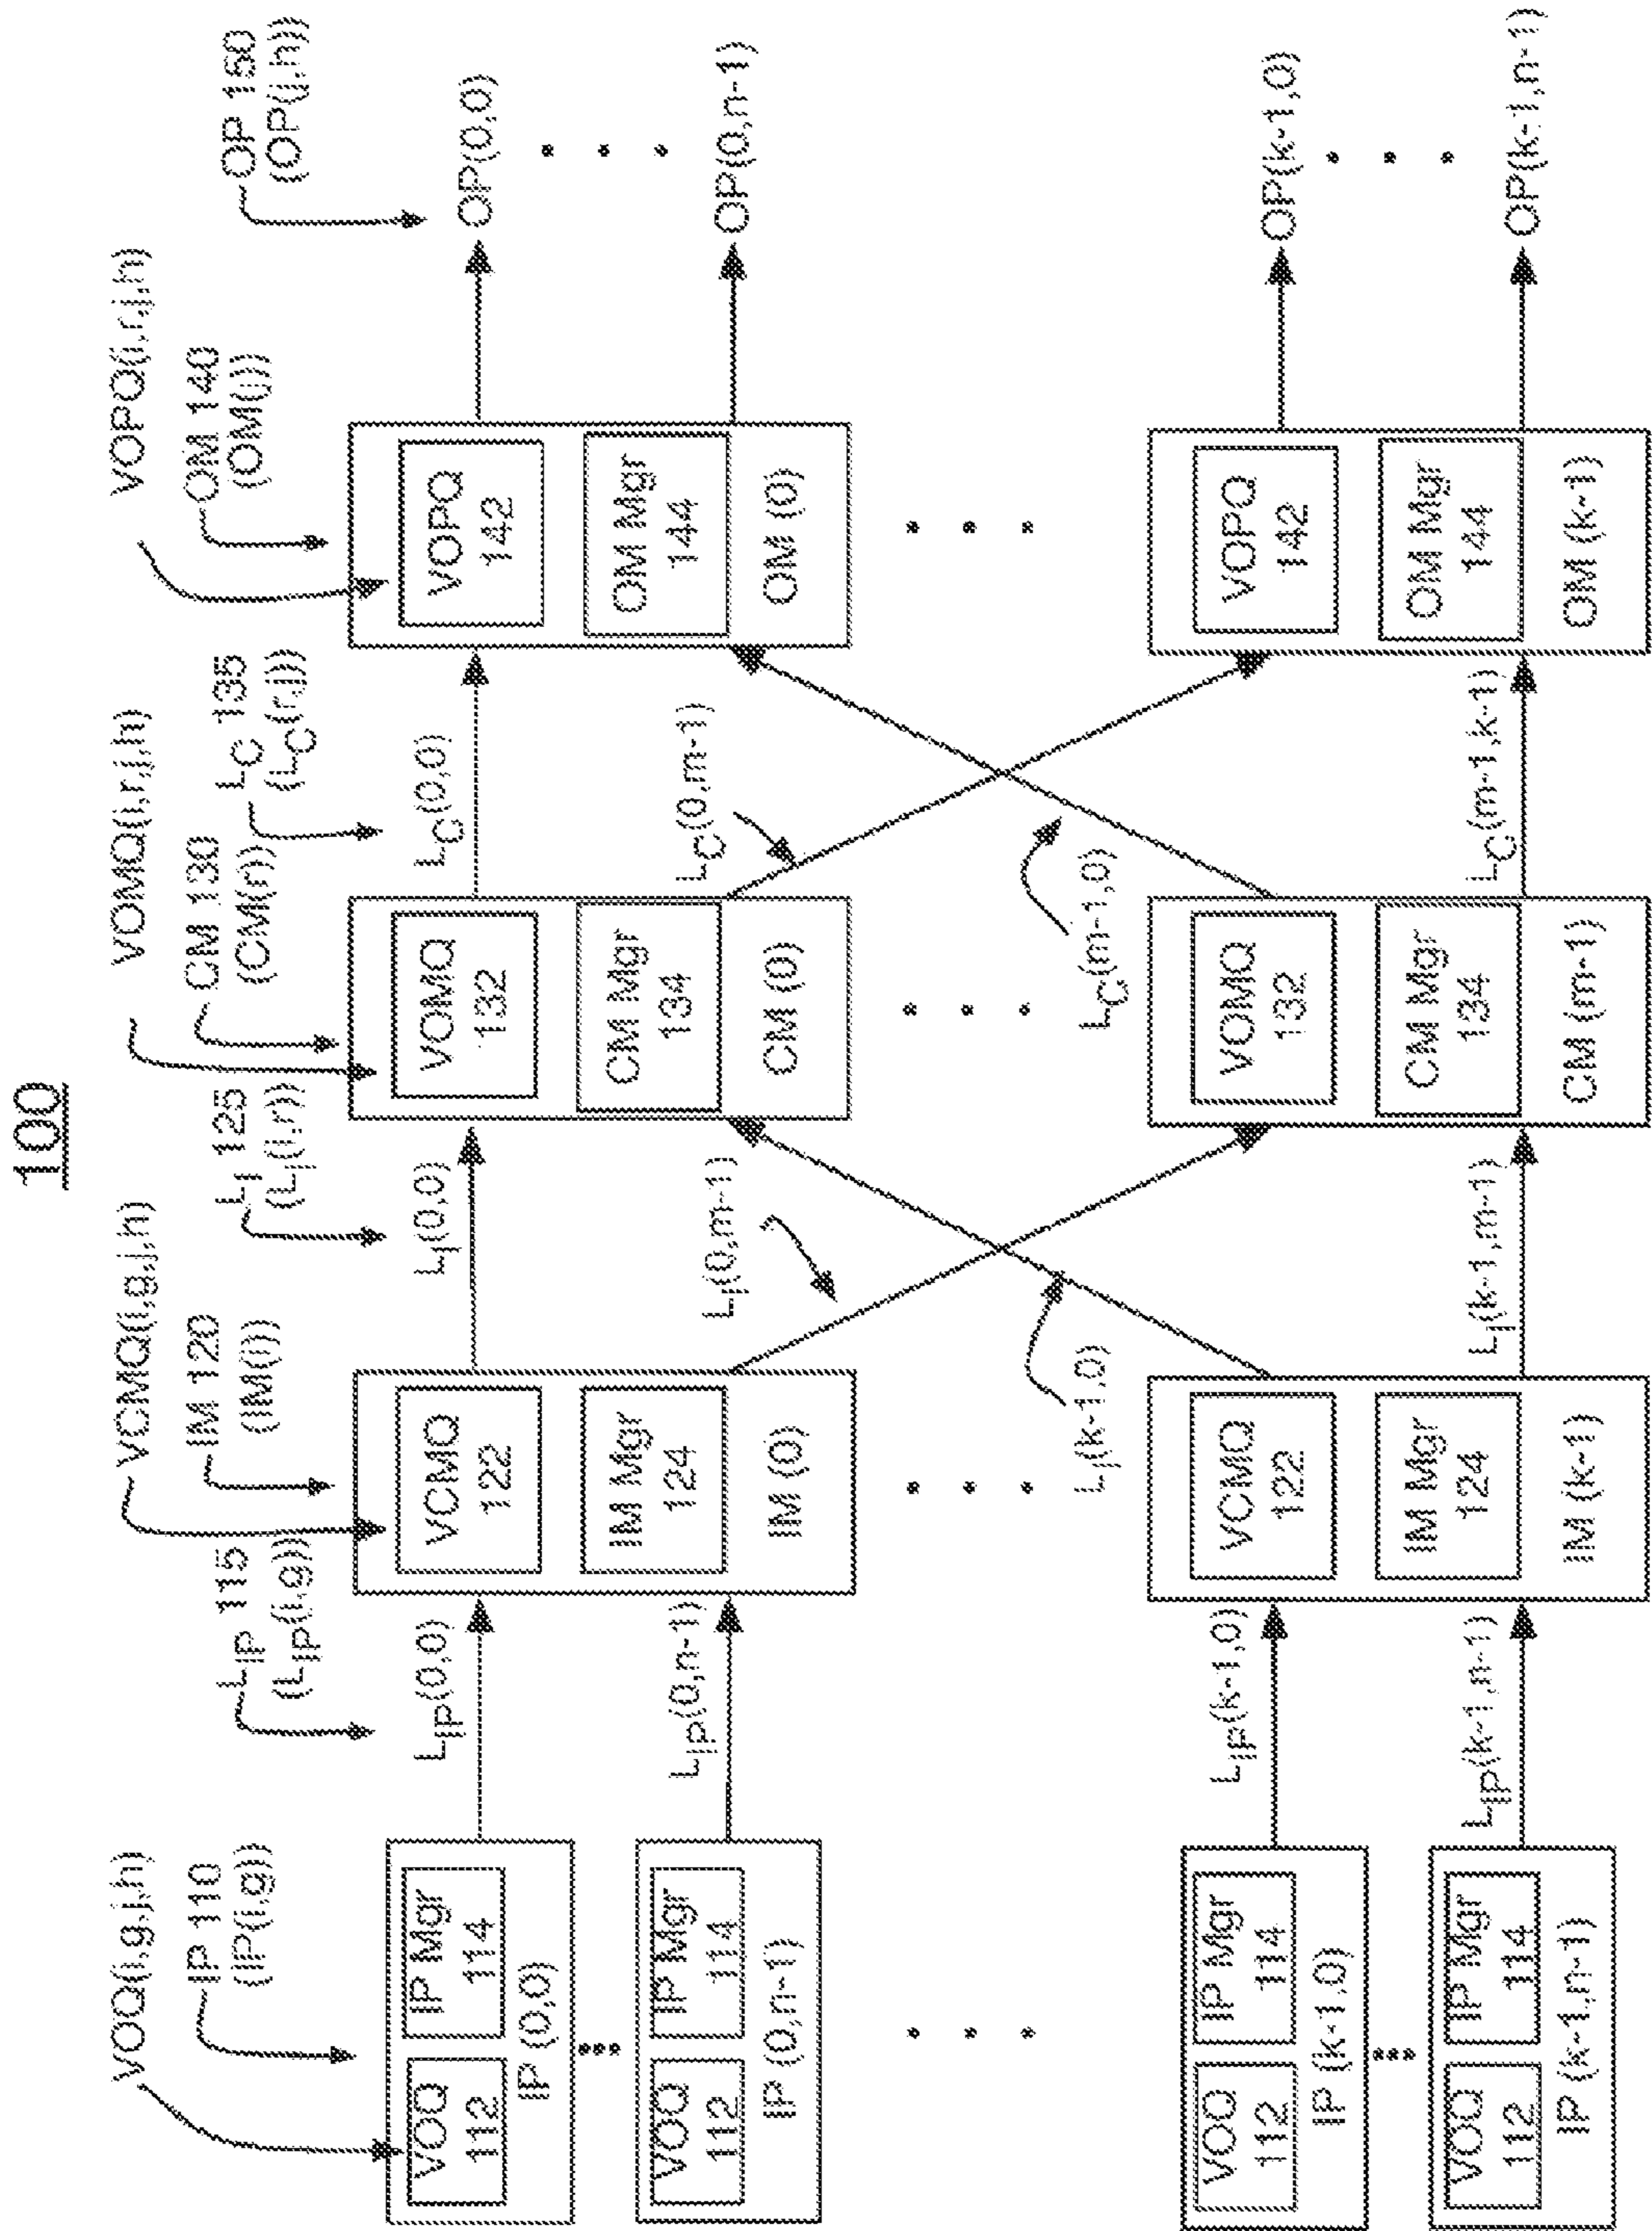 100
VOQ(i,g,j,h)
IP 110
(IP(i,g))
L_IP 115
(L_IP(i,g))
VCMQ(i,g,j,h)
IM 120
(IM(i))
L_I 125
(L_I(i,r))
VOMQ(i,r,j,h)
CM 130
(CM(r))
L_C 135
(L_C(r,j))
VOPQ(i,r,j,h)
OM 140
(OM(j))
OP 150
(OP(j,h))
VOQ
112
IP Mgr
114
IP (0,0)
L_IP(0,0)
VOQ
112
IP Mgr
114
IP (0,n-1)
L_IP(0,n-1)
VOQ
112
IP Mgr
114
IP (k-1,0)
L_IP(k-1,0)
VOQ
112
IP Mgr
114
IP (k-1,n-1)
L_IP(k-1,n-1)
VCMQ
122
IM Mgr
124
IM (0)
VCMQ
122
IM Mgr
124
IM (k-1)
L_I(0,0)
L_I(0,m-1)
L_I(k-1,0)
L_I(k-1,m-1)
VOMQ
132
CM Mgr
134
CM (0)
VOMQ
132
CM Mgr
134
CM (m-1)
L_C(0,0)
L_C(0,m-1)
L_C(m-1,0)
L_C(m-1,k-1)
VOPQ
142
OM Mgr
144
OM (0)
VOPQ
142
OM Mgr
144
OM (k-1)
OP(0,0)
OP(0,n-1)
OP(k-1,0)
OP(k-1,n-1)